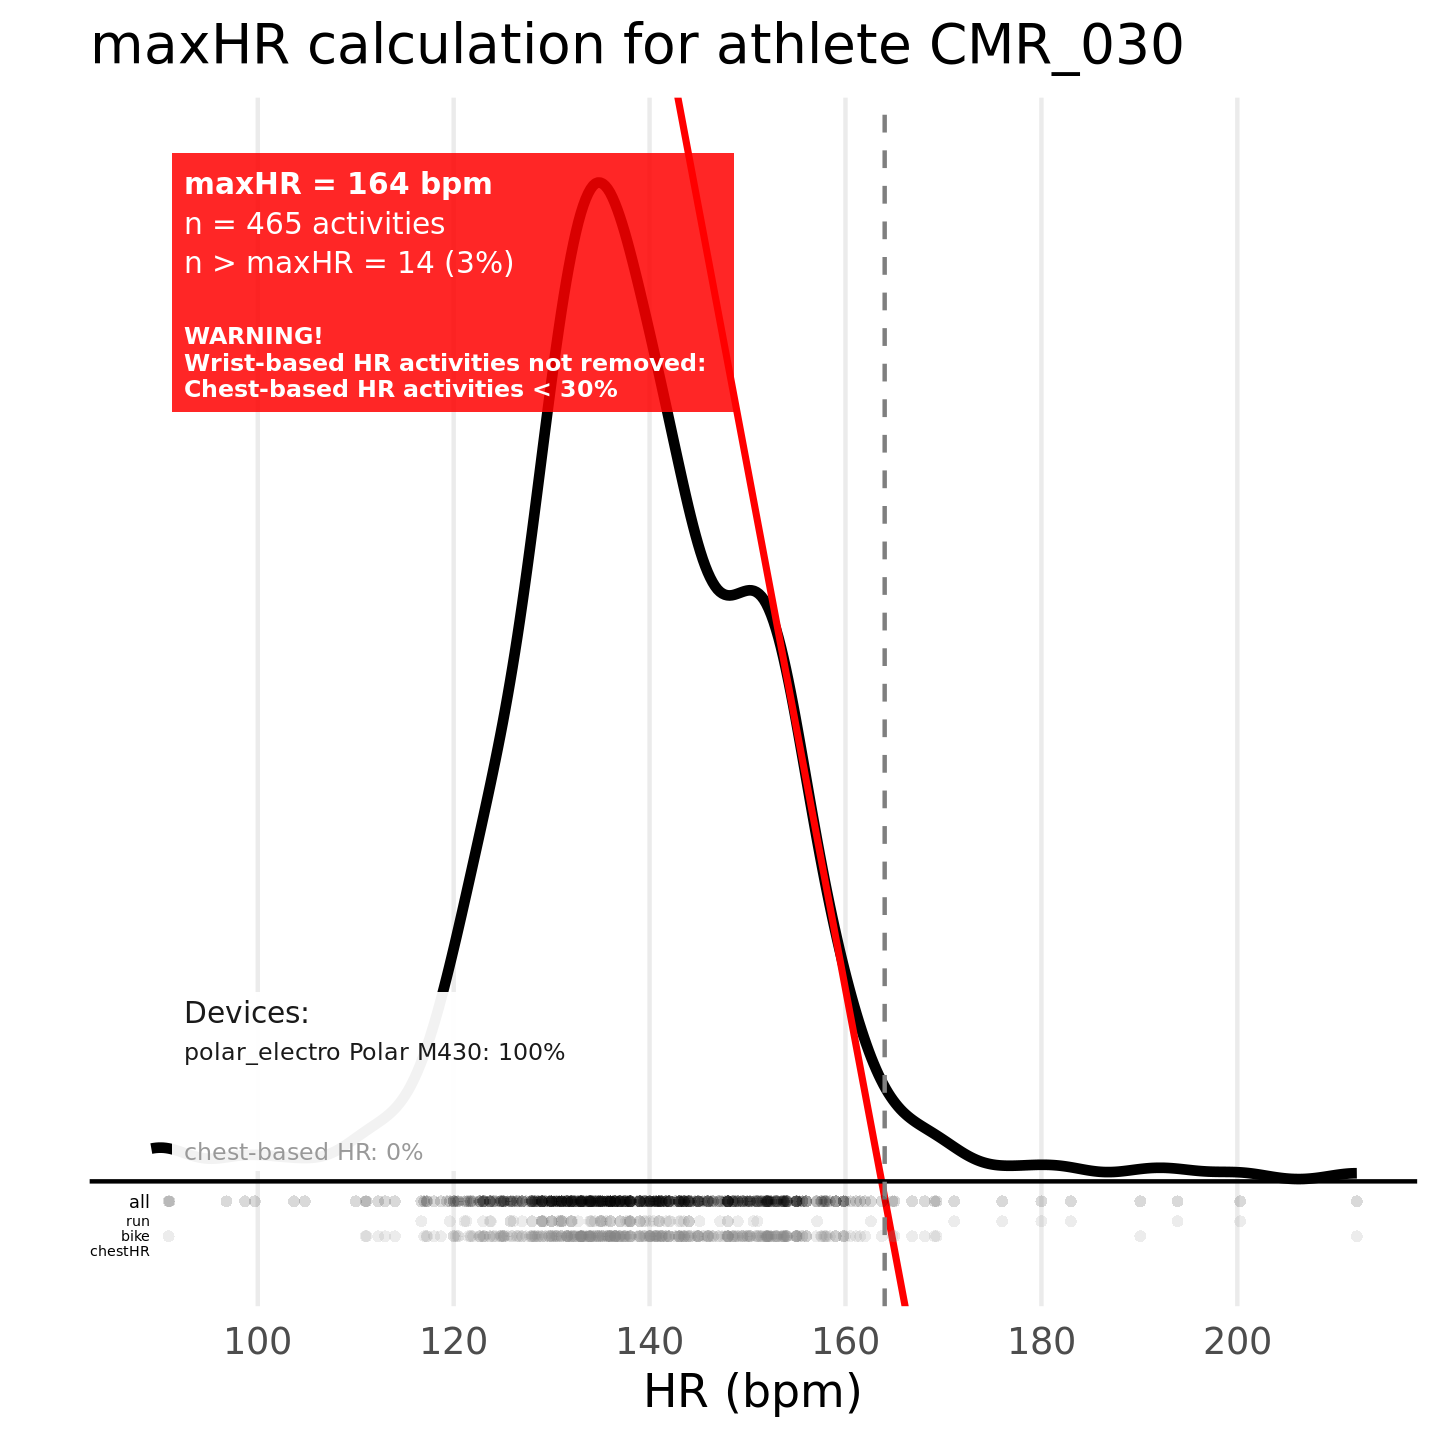 maxHR calculation for athlete CMR_030
maxHR = 164 bpm
n = 465 activities
n > maxHR = 14 (3%)
WARNING!
Wrist-based HR activities not removed:
Chest-based HR activities < 30%
Devices:
polar_electro Polar M430: 100%
chest-based HR: 0%
all
run
bike
chestHR
100 120 140 160 180 200
HR (bpm)